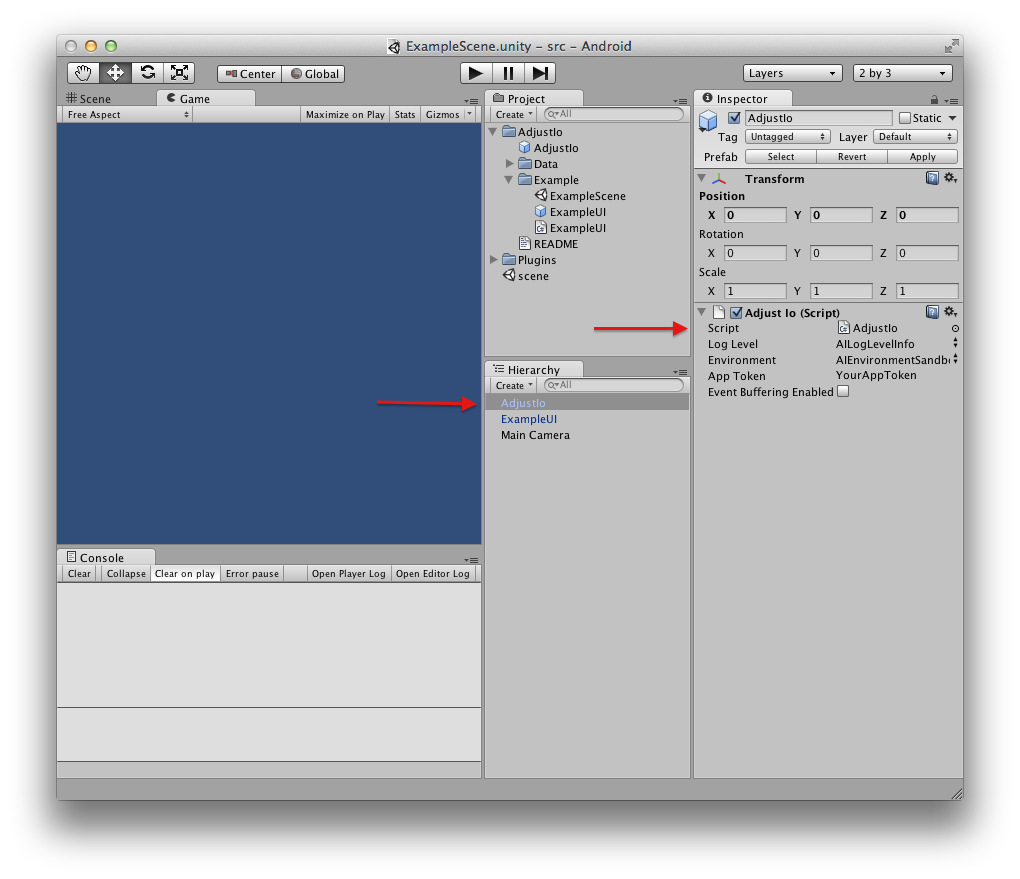 ExampleScene.unity – src – Android
Center Global
Layers 2 by 3
Scene Game
Free Aspect Maximize on Play Stats Gizmos
Project
Create All
AdjustIo
AdjustIo
Data
Example
ExampleScene
ExampleUI
ExampleUI
README
Plugins
scene
Hierarchy
Create All
AdjustIo
ExampleUI
Main Camera
Inspector
AdjustIo Static
Tag Untagged Layer Default
Prefab Select Revert Apply
Transform
Position
X 0 Y 0 Z 0
Rotation
X 0 Y 0 Z 0
Scale
X 1 Y 1 Z 1
Adjust Io (Script)
Script AdjustIo
Log Level AILogLevelInfo
Environment AIEnvironmentSandb
App Token YourAppToken
Event Buffering Enabled
Console
Clear Collapse Clear on play Error pause Open Player Log Open Editor Log